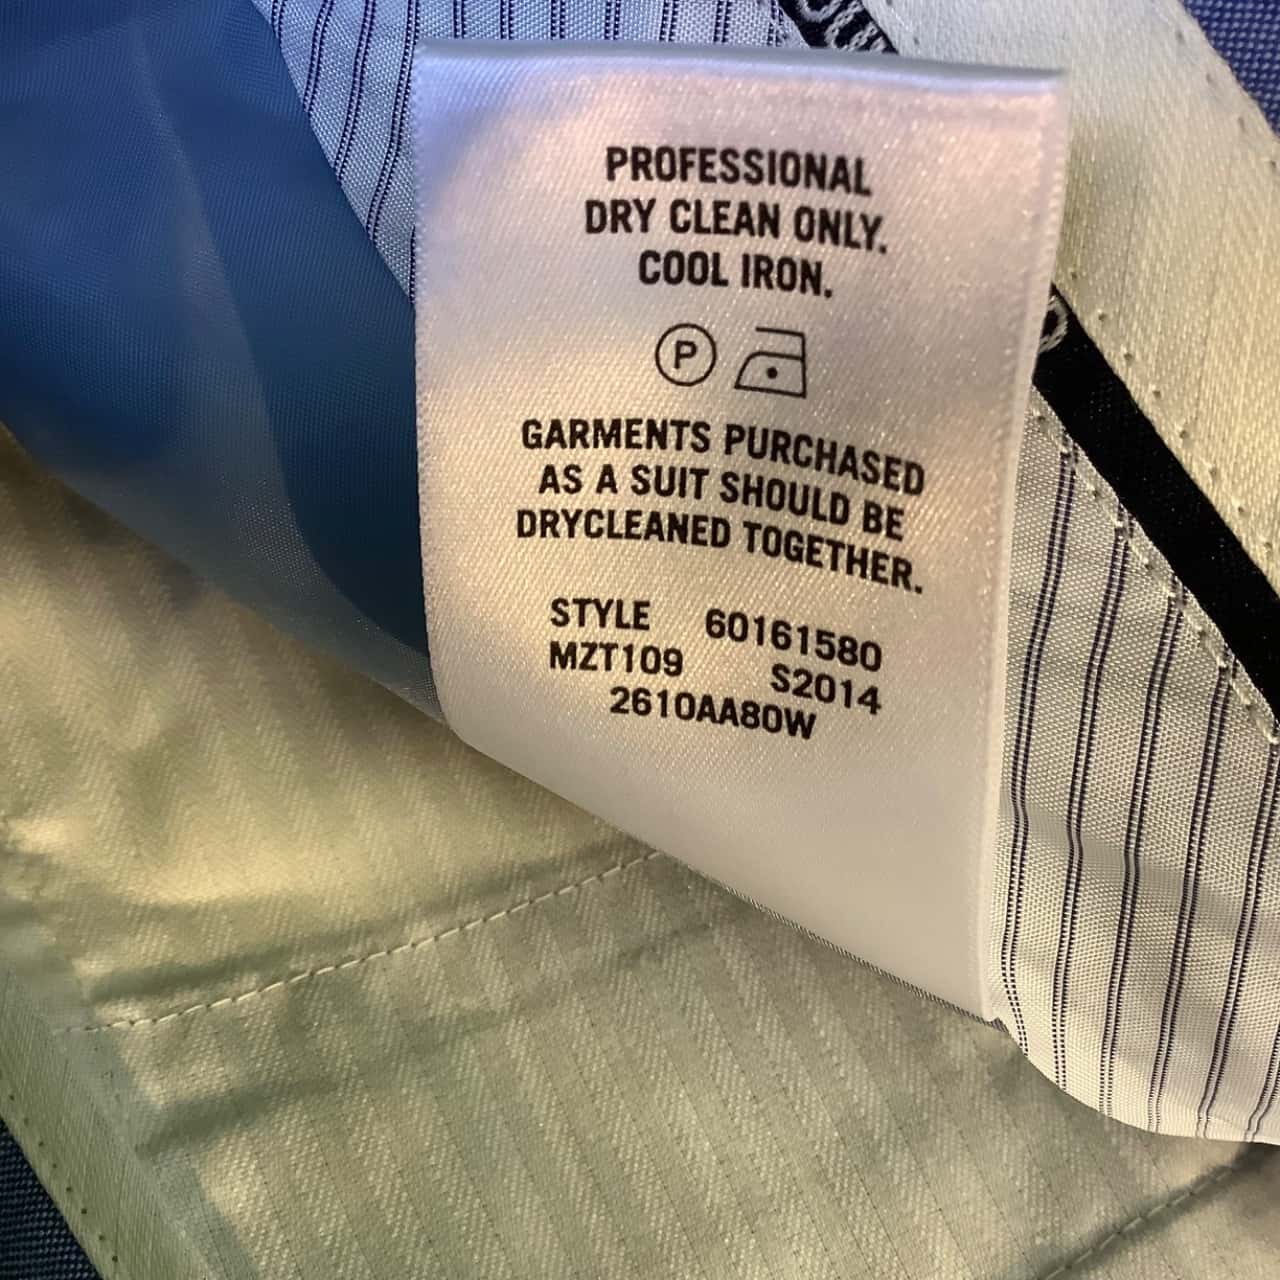 PROFESSIONAL
DRY CLEAN ONLY.
COOL IRON.
P
GARMENTS PURCHASED
AS A SUIT SHOULD BE
DRYCLEANED TOGETHER.
STYLE 60161580
MZT109 S2014
2610AA80W